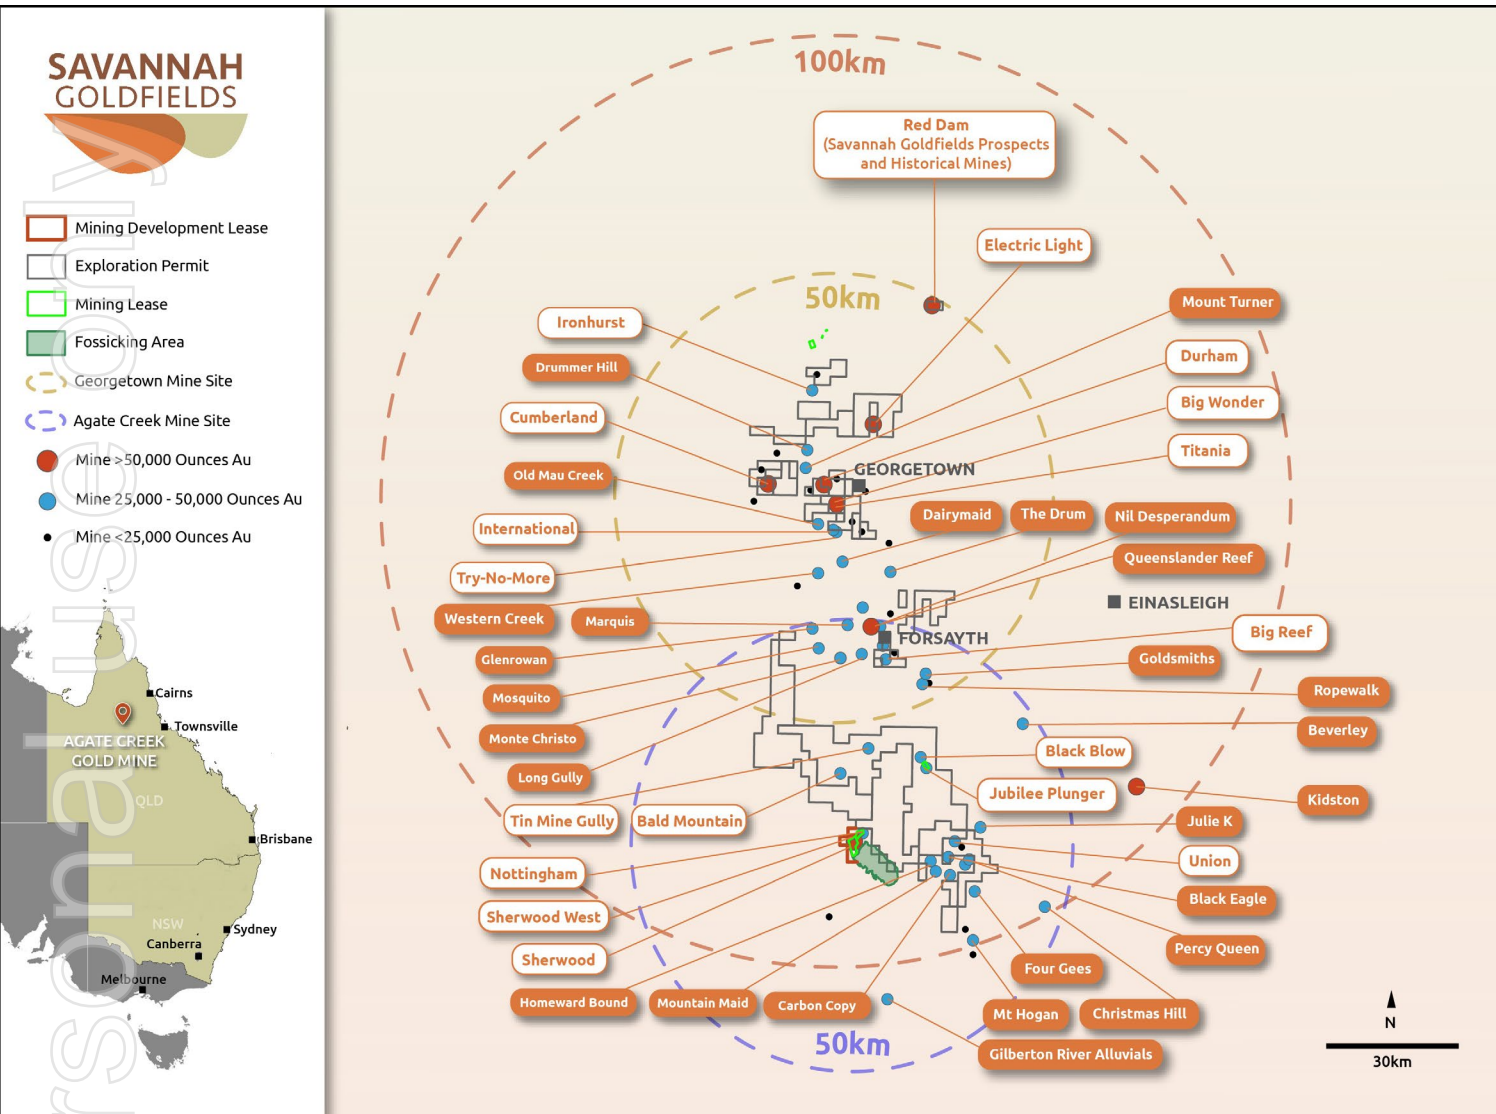 SAVANNAH
GOLDFIELDS
Mining Development Lease
Exploration Permit
Mining Lease
Fossicking Area
Georgetown Mine Site
Agate Creek Mine Site
Mine >50,000 Ounces Au
Mine 25,000 - 50,000 Ounces Au
Mine <25,000 Ounces Au
rsonal use only
Cairns
Townsville
AGATE CREEK
GOLD MINE
QLD
Brisbane
NSW
Sydney
Canberra
Melbourne
100km
Red Dam
(Savannah Goldfields Prospects
and Historical Mines)
Electric Light
50km
Mount Turner
Ironhurst
Durham
Drummer Hill
Big Wonder
Cumberland
Titania
GEORGETOWN
Old Mau Creek
Dairymaid
The Drum
Nil Desperandum
International
Queenslander Reef
Try-No-More
EINASLEIGH
Western Creek
Marquis
Big Reef
FORSAYTH
Glenrowan
Goldsmiths
Mosquito
Ropewalk
Monte Christo
Beverley
Black Blow
Long Gully
Jubilee Plunger
Kidston
Tin Mine Gully
Bald Mountain
Julie K
Union
Nottingham
Black Eagle
Sherwood West
Percy Queen
Sherwood
Four Gees
Homeward Bound
Mountain Maid
Carbon Copy
Mt Hogan
Christmas Hill
50km
Gilberton River Alluvials
N
30km